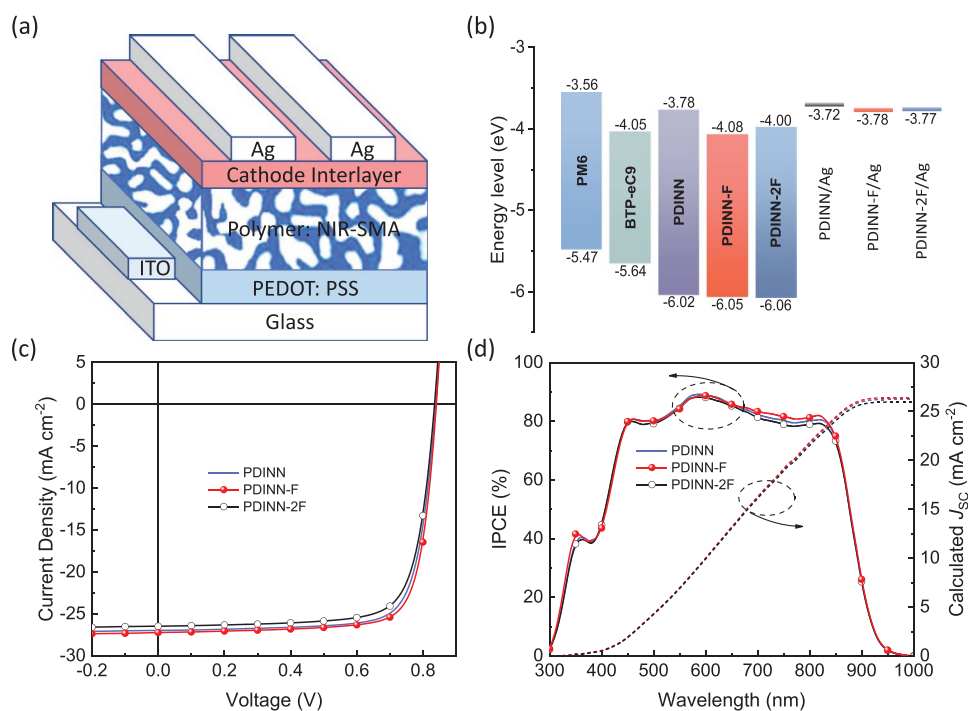 (a)
Ag
Ag
Cathode Interlayer
Polymer: NIR-SMA
ITO
PEDOT: PSS
Glass
(b)
Energy level (eV)
-3
-4
-5
-6
-3.56
PM6
-5.47
-4.05
BTP-eC9
-5.64
-3.78
PDINN
-6.02
-4.08
PDINN-F
-6.05
-4.00
PDINN-2F
-6.06
-3.72
PDINN/Ag
-3.78
PDINN-F/Ag
-3.77
PDINN-2F/Ag
(c)
Current Density (mA cm⁻²)
5
0
-5
-10
-15
-20
-25
-30
PDINN
PDINN-F
PDINN-2F
-0.2 0.0 0.2 0.4 0.6 0.8
Voltage (V)
(d)
IPCE (%)
100
80
60
40
20
0
PDINN
PDINN-F
PDINN-2F
30
25
20
15
10
5
0
Calculated J_SC (mA cm⁻²)
300 400 500 600 700 800 900 1000
Wavelength (nm)